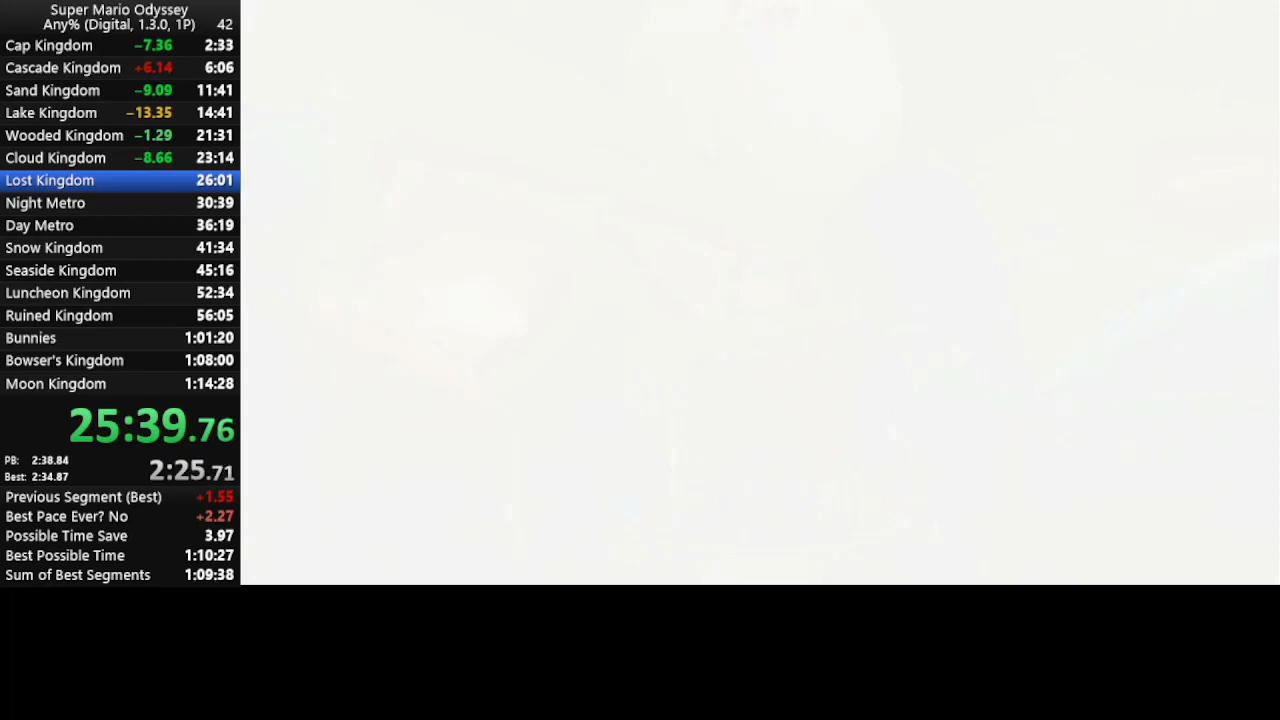 Super Mario Odyssey
Any% (Digital, 1.3.0, 1P) 42
Cap Kingdom −7.36 2:33
Cascade Kingdom +6.14 6:06
Sand Kingdom −9.09 11:41
Lake Kingdom −13.35 14:41
Wooded Kingdom −1.29 21:31
Cloud Kingdom −8.66 23:14
Lost Kingdom 26:01
Night Metro 30:39
Day Metro 36:19
Snow Kingdom 41:34
Seaside Kingdom 45:16
Luncheon Kingdom 52:34
Ruined Kingdom 56:05
Bunnies 1:01:20
Bowser's Kingdom 1:08:00
Moon Kingdom 1:14:28
25:39.76
PB: 2:38.84
Best: 2:34.87
2:25.71
Previous Segment (Best) +1.55
Best Pace Ever? No +2.27
Possible Time Save 3.97
Best Possible Time 1:10:27
Sum of Best Segments 1:09:38